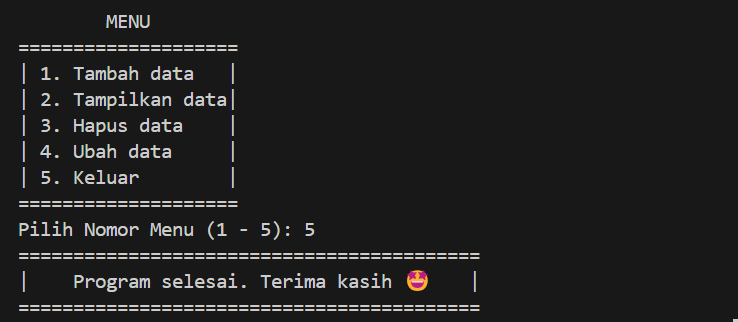 MENU
====================
| 1. Tambah data   |
| 2. Tampilkan data|
| 3. Hapus data    |
| 4. Ubah data     |
| 5. Keluar        |
====================
Pilih Nomor Menu (1 - 5): 5
==========================================
|    Program selesai. Terima kasih 🤩    |
==========================================